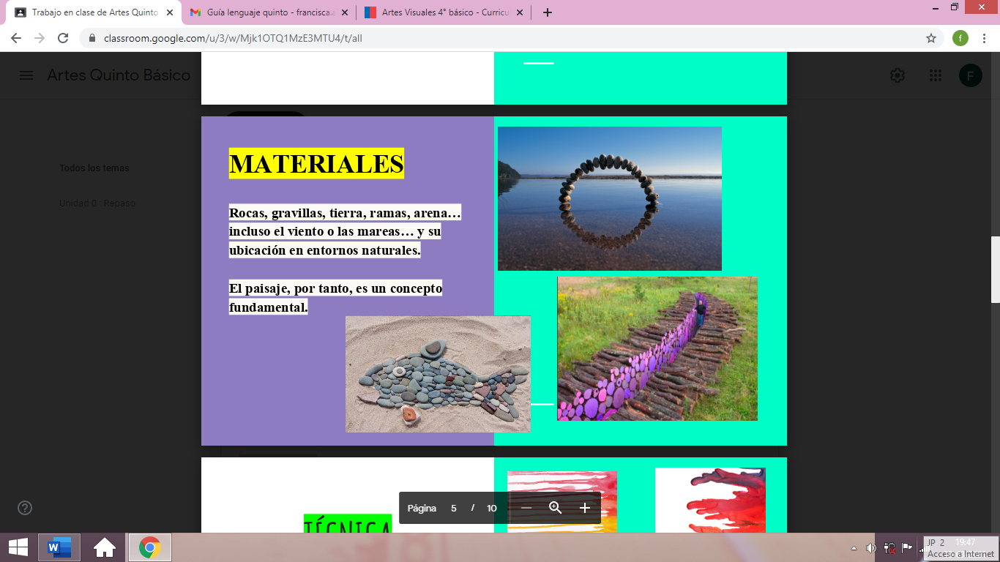 Trabajo en clase de Artes Quinto
Guía lenguaje quinto - francisca.a
Artes Visuales 4° básico - Curricu
classroom.google.com/u/3/w/Mjk1OTQ1MzE3MTU4/t/all
f
Artes Quinto Básico
F
Todos los temas
Unidad 0 : Repaso
MATERIALES
Rocas, gravillas, tierra, ramas, arena…
incluso el viento o las mareas… y su
ubicación en entornos naturales.
El paisaje, por tanto, es un concepto
fundamental.
TÉCNICA
Página 5 / 10
JP 2 19:47
Acceso a Internet